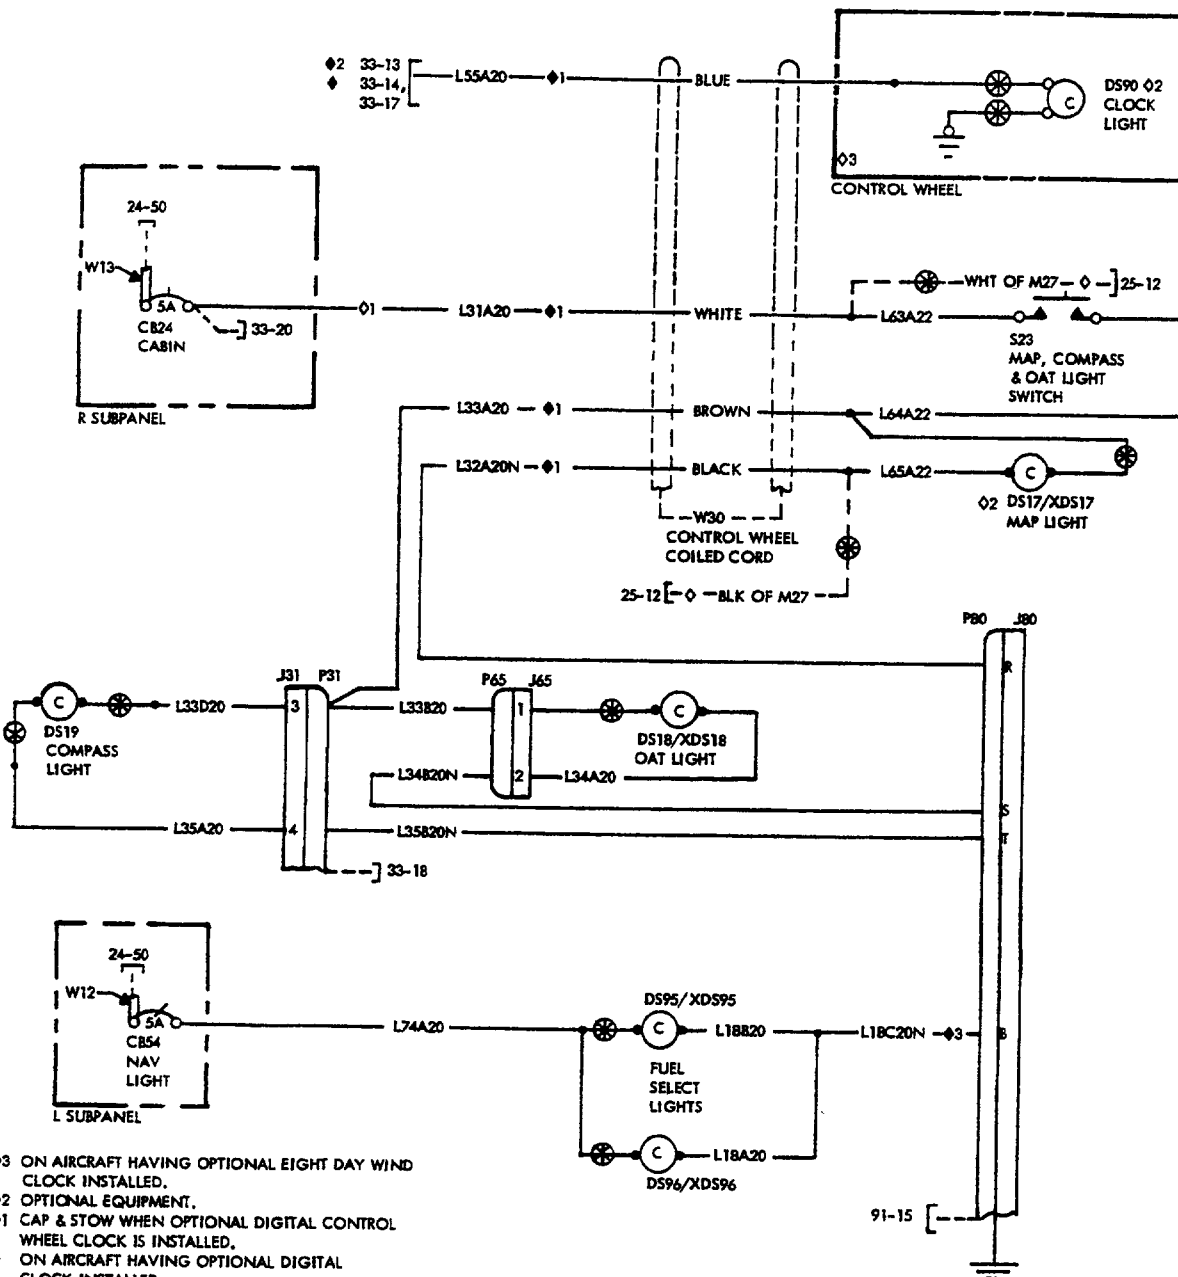 ◆2 33-13
◆ 33-14,
33-17
L55A20
◆1
BLUE
DS90 ◇2
CLOCK
LIGHT
C
◇3
CONTROL WHEEL
24-50
W13
5A
CB24
CABIN
33-20
R SUBPANEL
◇1
L31A20
◆1
WHITE
WHT OF M27
◇
25-12
L63A22
S23
MAP, COMPASS
& OAT LIGHT
SWITCH
L33A20
◆1
BROWN
L64A22
L32A20N
◆1
BLACK
L65A22
C
◇2 DS17/XDS17
MAP LIGHT
W30
CONTROL WHEEL
COILED CORD
25-12
◇
BLK OF M27
P80 J80
R
J31 P31
P65 J65
C
DS19
COMPASS
LIGHT
L33D20
3
L33B20
1
C
DS18/XDS18
OAT LIGHT
L34B20N
2
L34A20
S
L35A20
4
L35B20N
T
33-18
24-50
W12
5A
CB54
NAV
LIGHT
L SUBPANEL
L74A20
DS95/XDS95
C
L18B20
L18C20N
◆3
B
FUEL
SELECT
LIGHTS
C
L18A20
DS96/XDS96
91-15
3 ON AIRCRAFT HAVING OPTIONAL EIGHT DAY WIND
CLOCK INSTALLED.
2 OPTIONAL EQUIPMENT.
1 CAP & STOW WHEN OPTIONAL DIGITAL CONTROL
WHEEL CLOCK IS INSTALLED.
ON AIRCRAFT HAVING OPTIONAL DIGITAL
CLOCK INSTALLED